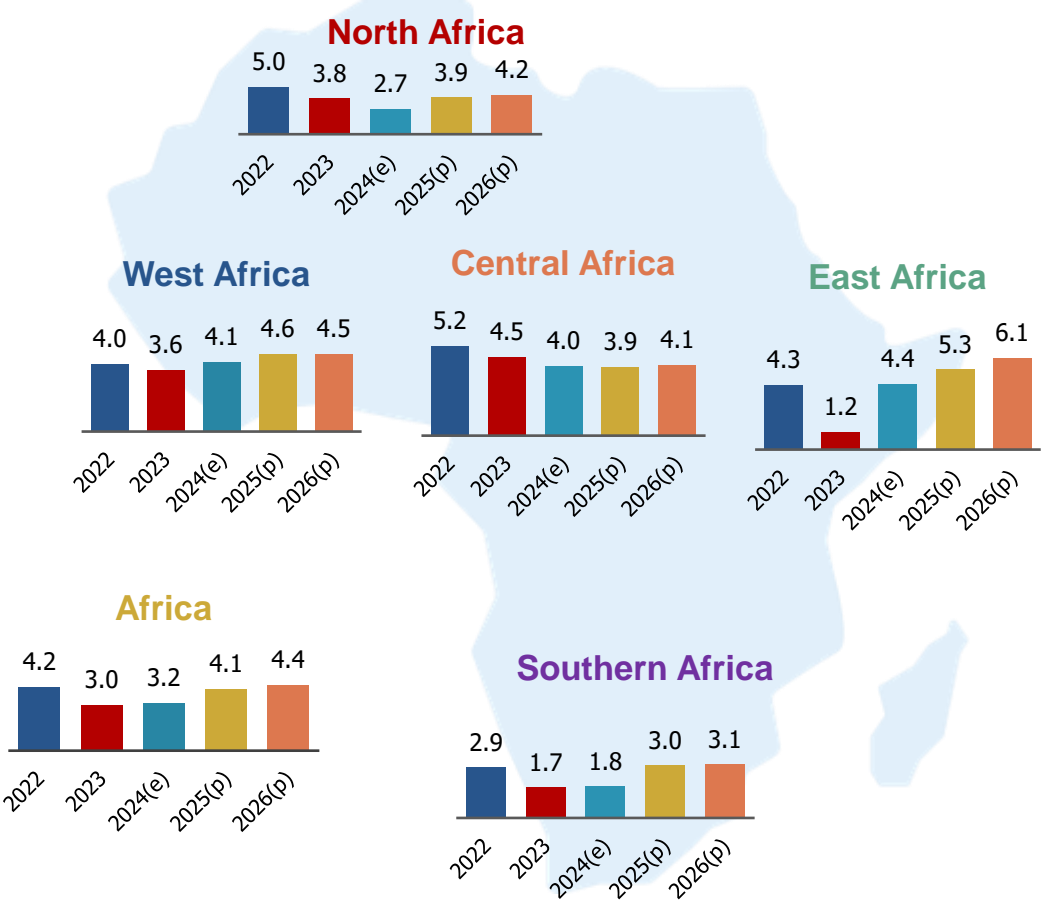 North Africa
5.0 3.8 2.7 3.9 4.2
2022 2023 2024(e) 2025(p) 2026(p)
West Africa
4.0 3.6 4.1 4.6 4.5
2022 2023 2024(e) 2025(p) 2026(p)
Central Africa
5.2 4.5 4.0 3.9 4.1
2022 2023 2024(e) 2025(p) 2026(p)
East Africa
4.3 1.2 4.4 5.3 6.1
2022 2023 2024(e) 2025(p) 2026(p)
Africa
4.2 3.0 3.2 4.1 4.4
2022 2023 2024(e) 2025(p) 2026(p)
Southern Africa
2.9 1.7 1.8 3.0 3.1
2022 2023 2024(e) 2025(p) 2026(p)